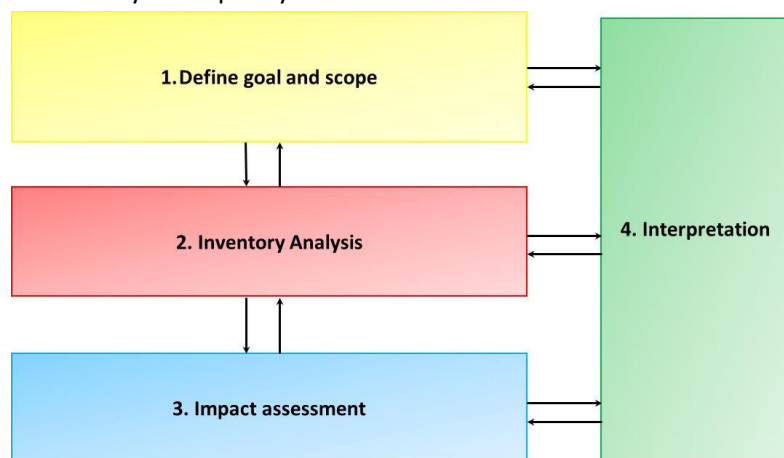 1.Define goal and scope
2. Inventory Analysis
4. Interpretation
3. Impact assessment